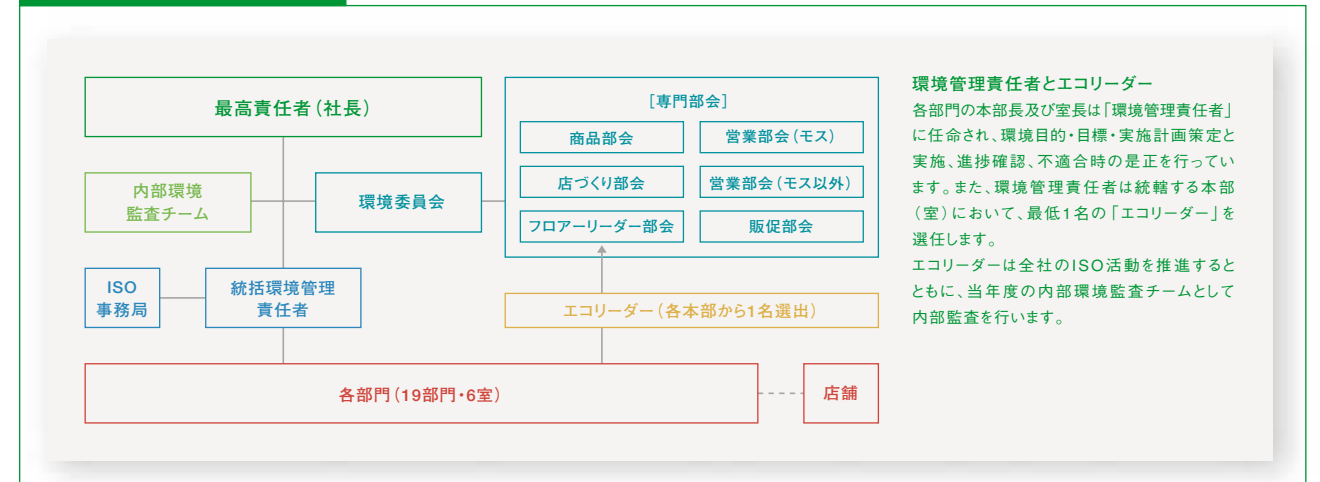 最高責任者（社長）
内部環境
監査チーム
環境委員会
ISO
事務局
統括環境管理
責任者
［専門部会］
商品部会
営業部会（モス）
店づくり部会
営業部会（モス以外）
フロアーリーダー部会
販促部会
エコリーダー（各本部から1名選出）
各部門（19部門・6室）
店舗
環境管理責任者とエコリーダー
各部門の本部長及び室長は「環境管理責任者」
に任命され、環境目的・目標・実施計画策定と
実施、進捗確認、不適合時の是正を行ってい
ます。また、環境管理責任者は統轄する本部
（室）において、最低1名の「エコリーダー」を
選任します。
エコリーダーは全社のISO活動を推進すると
ともに、当年度の内部環境監査チームとして
内部監査を行います。